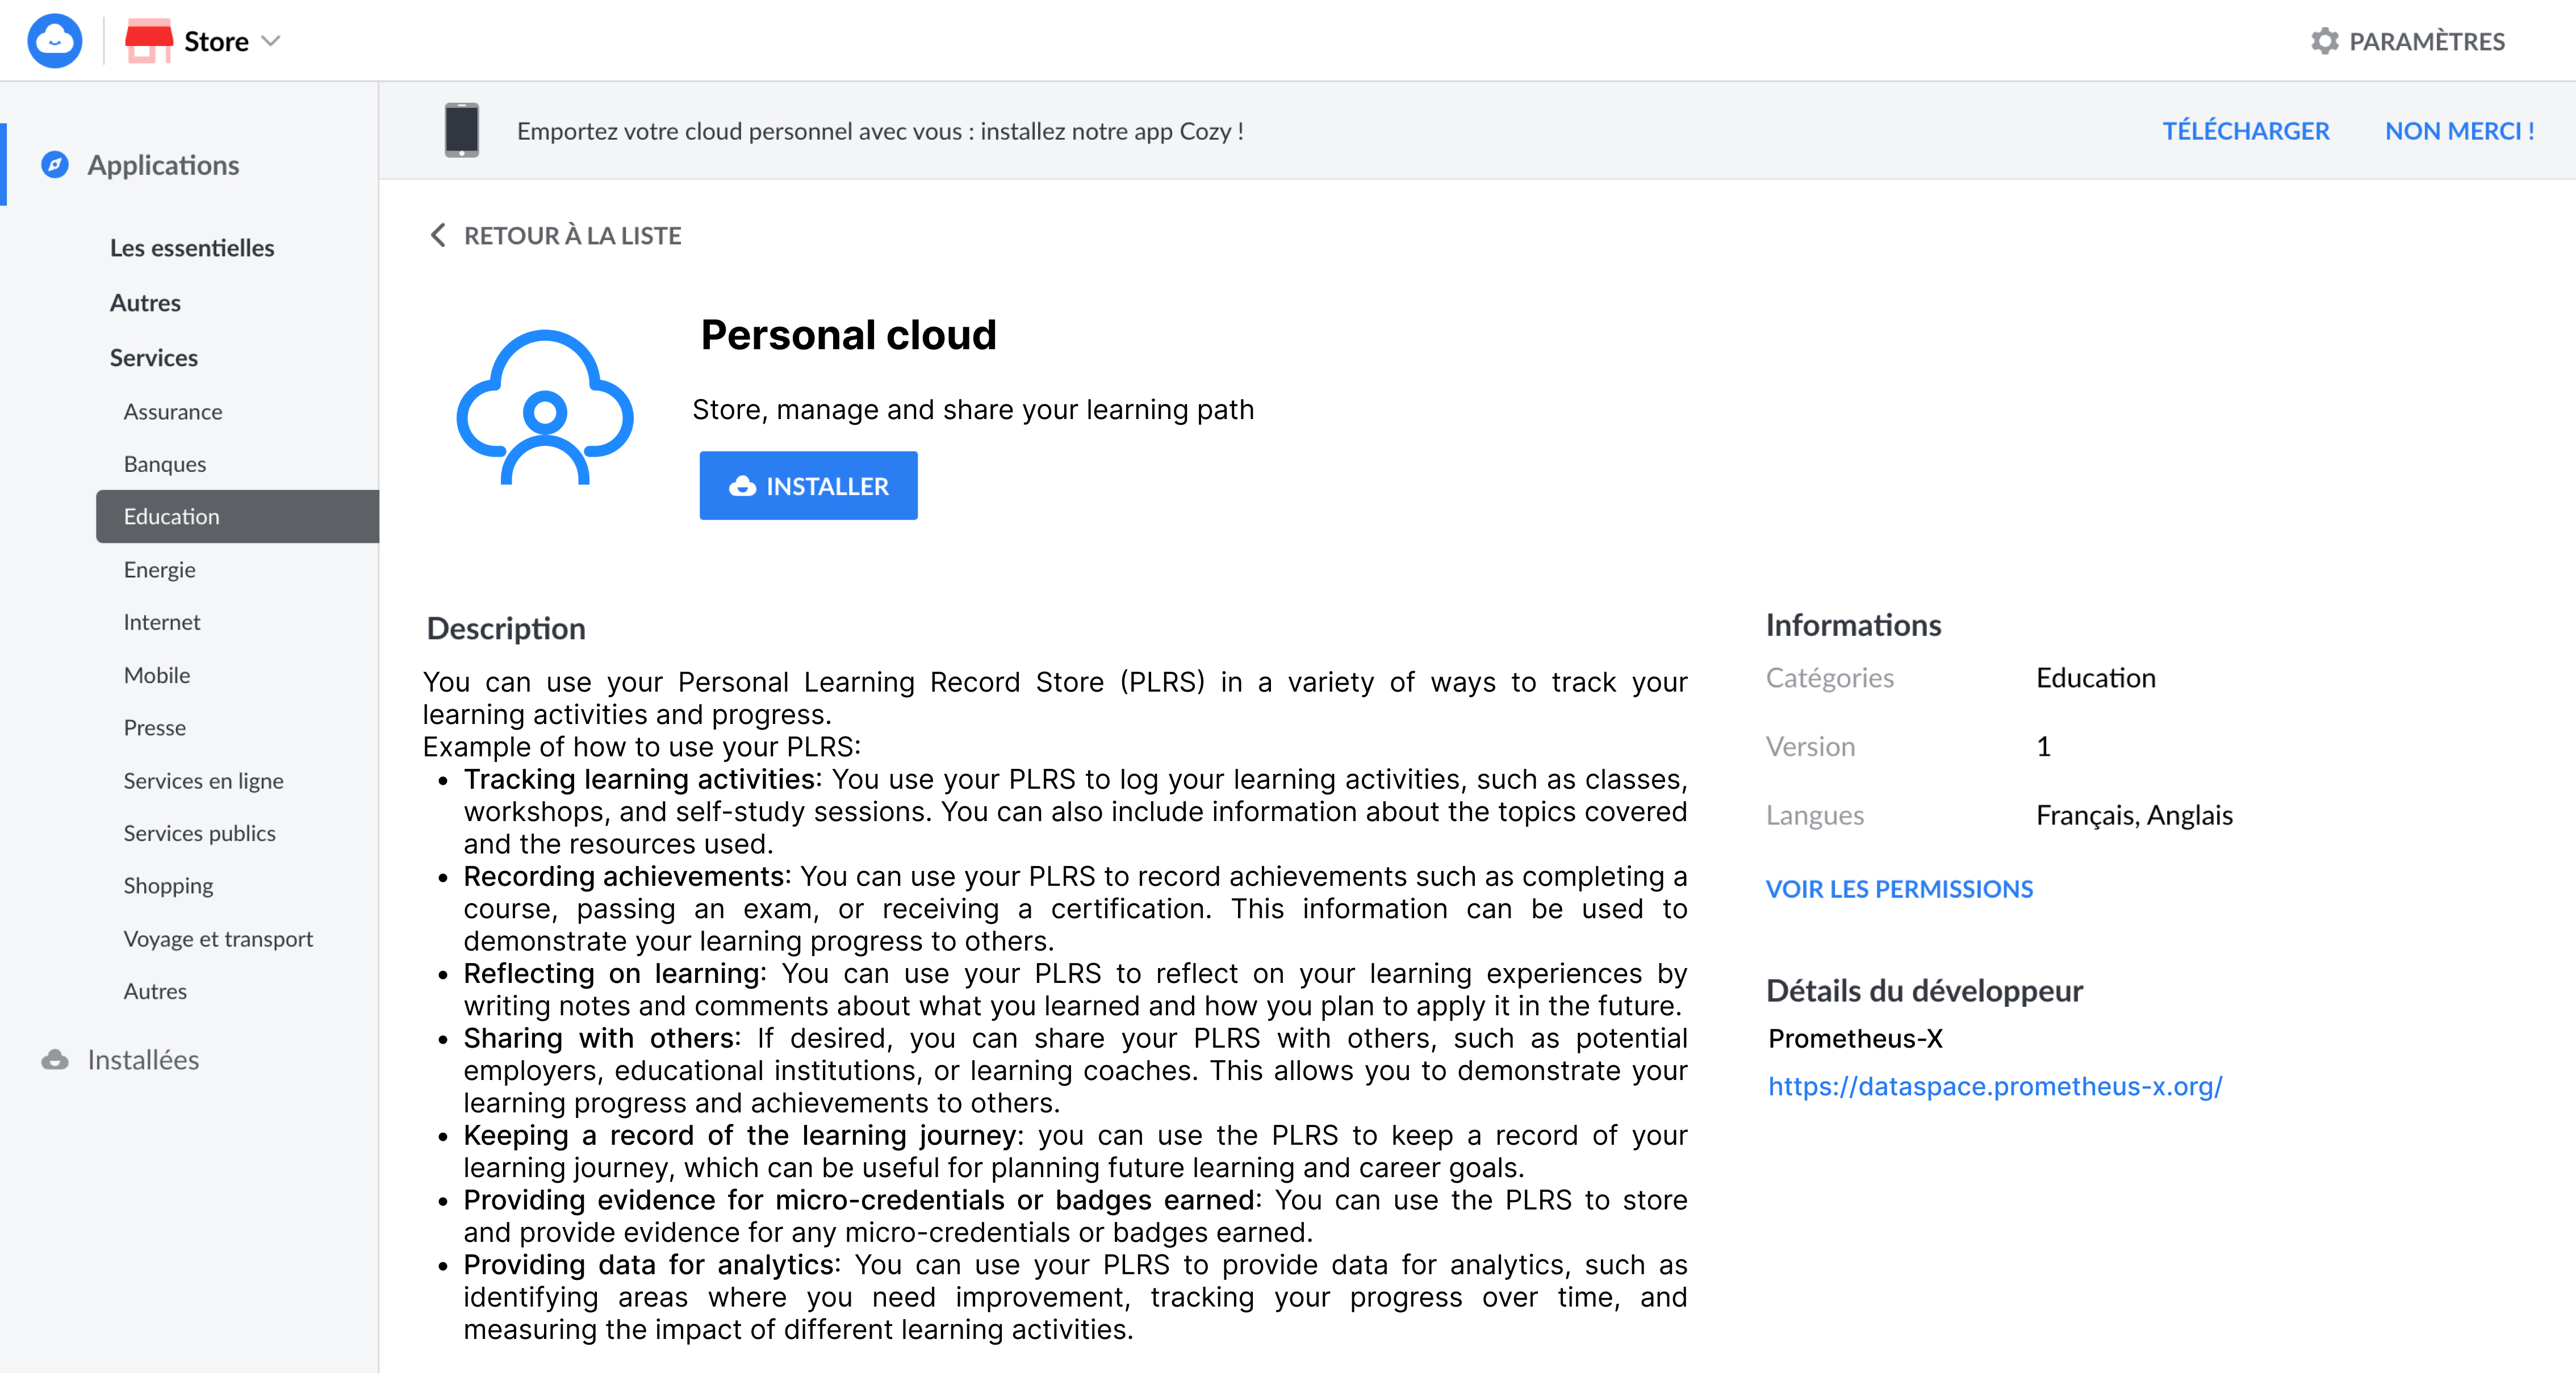 Store
PARAMÈTRES
Applications
Les essentielles
Autres
Services
Assurance
Banques
Education
Energie
Internet
Mobile
Presse
Services en ligne
Services publics
Shopping
Voyage et transport
Autres
Installées
Emportez votre cloud personnel avec vous : installez notre app Cozy !
TÉLÉCHARGER
NON MERCI !
RETOUR À LA LISTE
Personal cloud
Store, manage and share your learning path
INSTALLER
Description
You can use your Personal Learning Record Store (PLRS) in a variety of ways to track your
learning activities and progress.
Example of how to use your PLRS:
• Tracking learning activities: You use your PLRS to log your learning activities, such as classes,
workshops, and self-study sessions. You can also include information about the topics covered
and the resources used.
• Recording achievements: You can use your PLRS to record achievements such as completing a
course, passing an exam, or receiving a certification. This information can be used to
demonstrate your learning progress to others.
• Reflecting on learning: You can use your PLRS to reflect on your learning experiences by
writing notes and comments about what you learned and how you plan to apply it in the future.
• Sharing with others: If desired, you can share your PLRS with others, such as potential
employers, educational institutions, or learning coaches. This allows you to demonstrate your
learning progress and achievements to others.
• Keeping a record of the learning journey: you can use the PLRS to keep a record of your
learning journey, which can be useful for planning future learning and career goals.
• Providing evidence for micro-credentials or badges earned: You can use the PLRS to store
and provide evidence for any micro-credentials or badges earned.
• Providing data for analytics: You can use your PLRS to provide data for analytics, such as
identifying areas where you need improvement, tracking your progress over time, and
measuring the impact of different learning activities.
Informations
Catégories Education
Version 1
Langues Français, Anglais
VOIR LES PERMISSIONS
Détails du développeur
Prometheus-X
https://dataspace.prometheus-x.org/